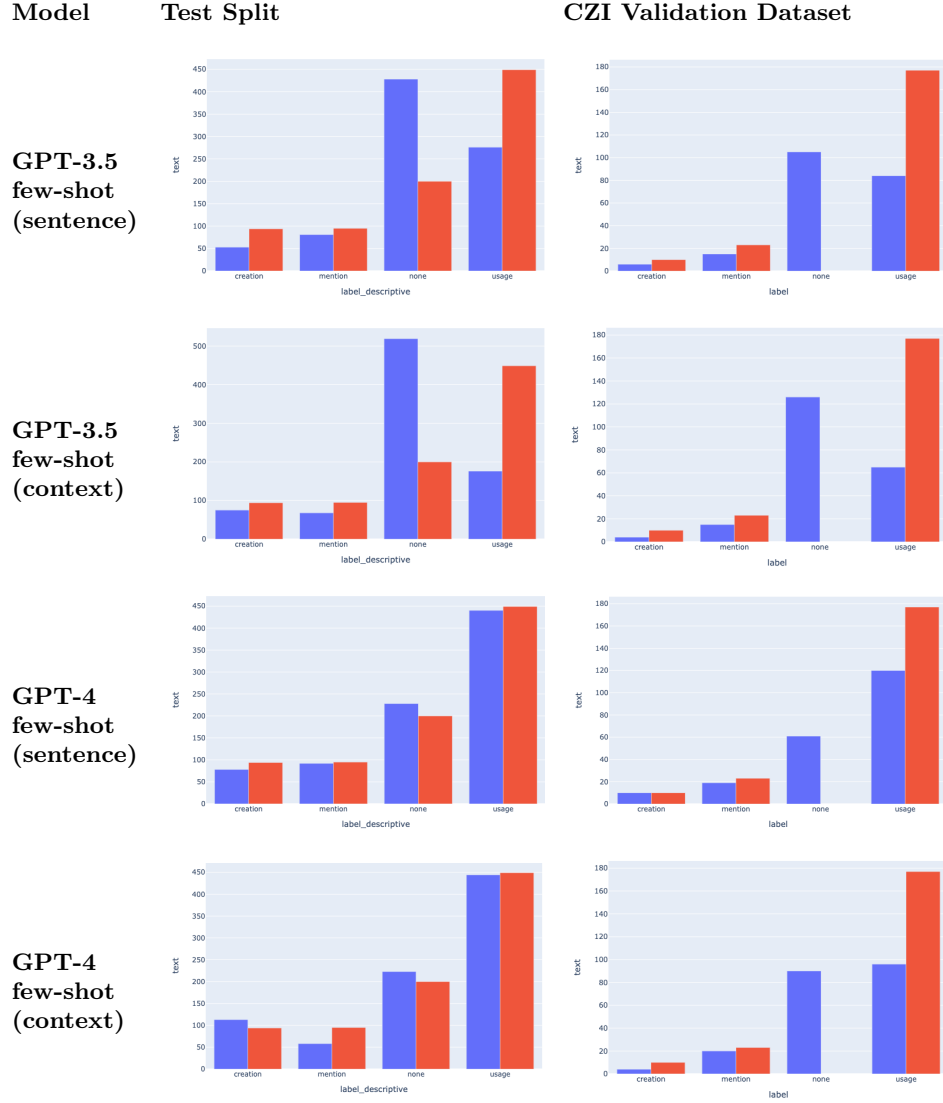 Model Test Split CZI Validation Dataset
GPT-3.5
few-shot
(sentence)
text
450
400
350
300
250
200
150
100
50
0
creation mention none usage
label_descriptive
text
180
160
140
120
100
80
60
40
20
0
creation mention none usage
label
GPT-3.5
few-shot
(context)
text
500
400
300
200
100
0
creation mention none usage
label_descriptive
text
180
160
140
120
100
80
60
40
20
0
creation mention none usage
label
GPT-4
few-shot
(sentence)
text
450
400
350
300
250
200
150
100
50
0
creation mention none usage
label_descriptive
text
180
160
140
120
100
80
60
40
20
0
creation mention none usage
label
GPT-4
few-shot
(context)
text
450
400
350
300
250
200
150
100
50
0
creation mention none usage
label_descriptive
text
180
160
140
120
100
80
60
40
20
0
creation mention none usage
label